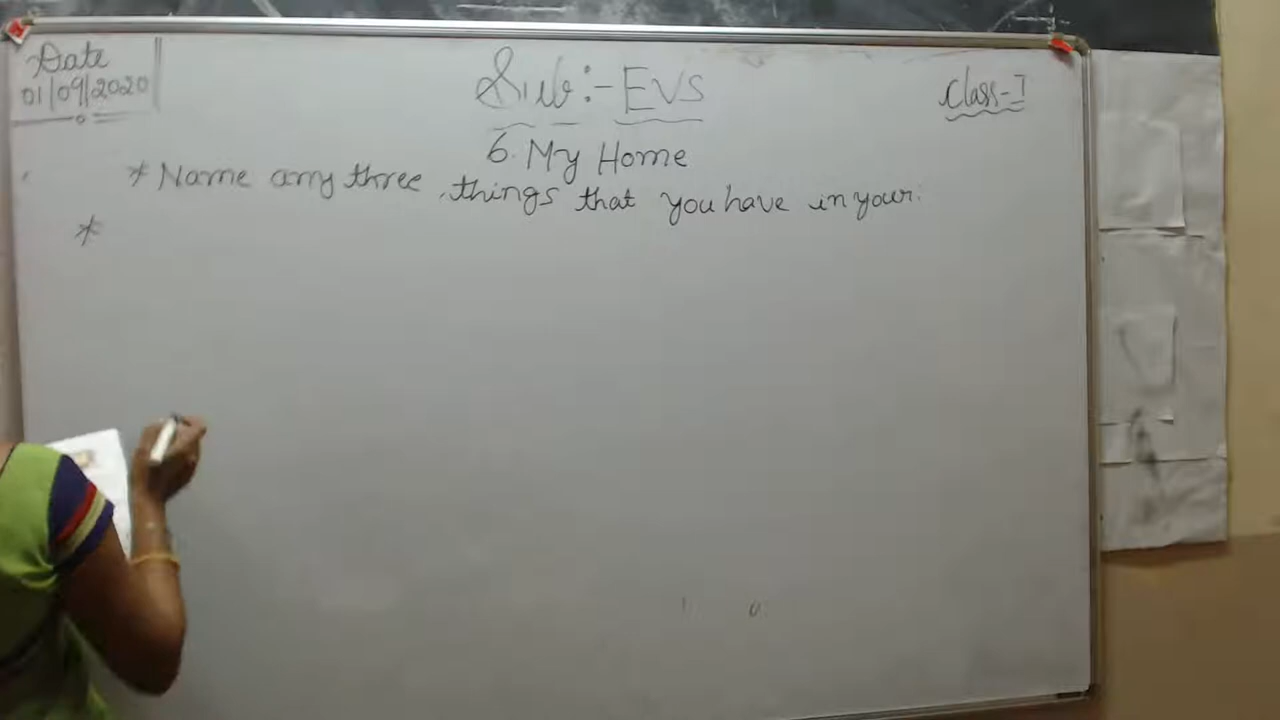 Date
01/09/2020
Sub:- EVS
Class-I
6. My Home
* Name any three things that you have in your.
*